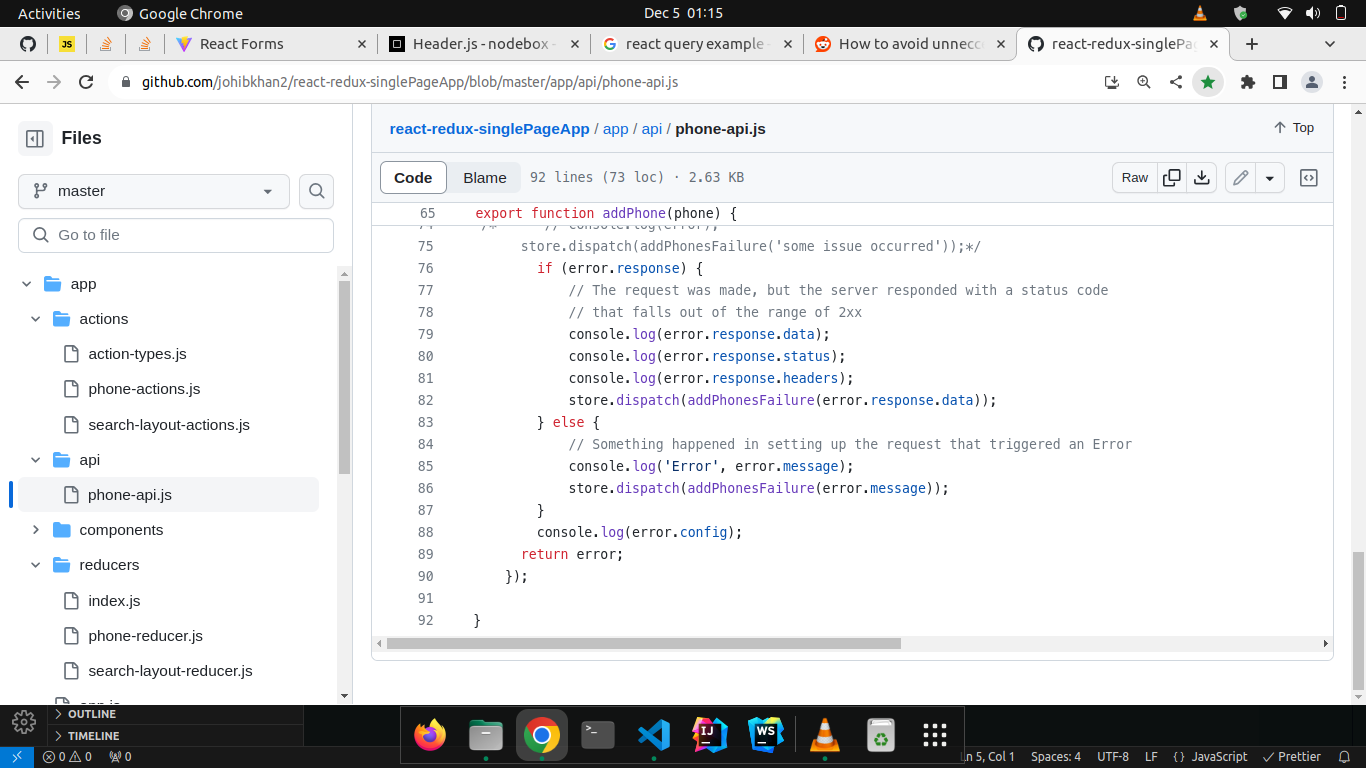 Activities
Google Chrome
Dec 5 01:15
JS
React Forms
Header.js - nodebox -
react query example -
How to avoid unnecc
react-redux-singlePag
github.com/johibkhan2/react-redux-singlePageApp/blob/master/app/api/phone-api.js
Files
master
Go to file
app
actions
action-types.js
phone-actions.js
search-layout-actions.js
api
phone-api.js
components
reducers
index.js
phone-reducer.js
search-layout-reducer.js
app.js
react-redux-singlePageApp / app / api / phone-api.js
Top
Code
Blame
92 lines (73 loc) · 2.63 KB
Raw
65 export function addPhone(phone) {
74 /* // console.log(error);
75 store.dispatch(addPhonesFailure('some issue occurred'));*/
76 if (error.response) {
77 // The request was made, but the server responded with a status code
78 // that falls out of the range of 2xx
79 console.log(error.response.data);
80 console.log(error.response.status);
81 console.log(error.response.headers);
82 store.dispatch(addPhonesFailure(error.response.data));
83 } else {
84 // Something happened in setting up the request that triggered an Error
85 console.log('Error', error.message);
86 store.dispatch(addPhonesFailure(error.message));
87 }
88 console.log(error.config);
89 return error;
90 });
91
92 }
OUTLINE
TIMELINE
0 0 0
IJ
WS
Ln 5, Col 1
Spaces: 4
UTF-8
LF
{ } JavaScript
Prettier